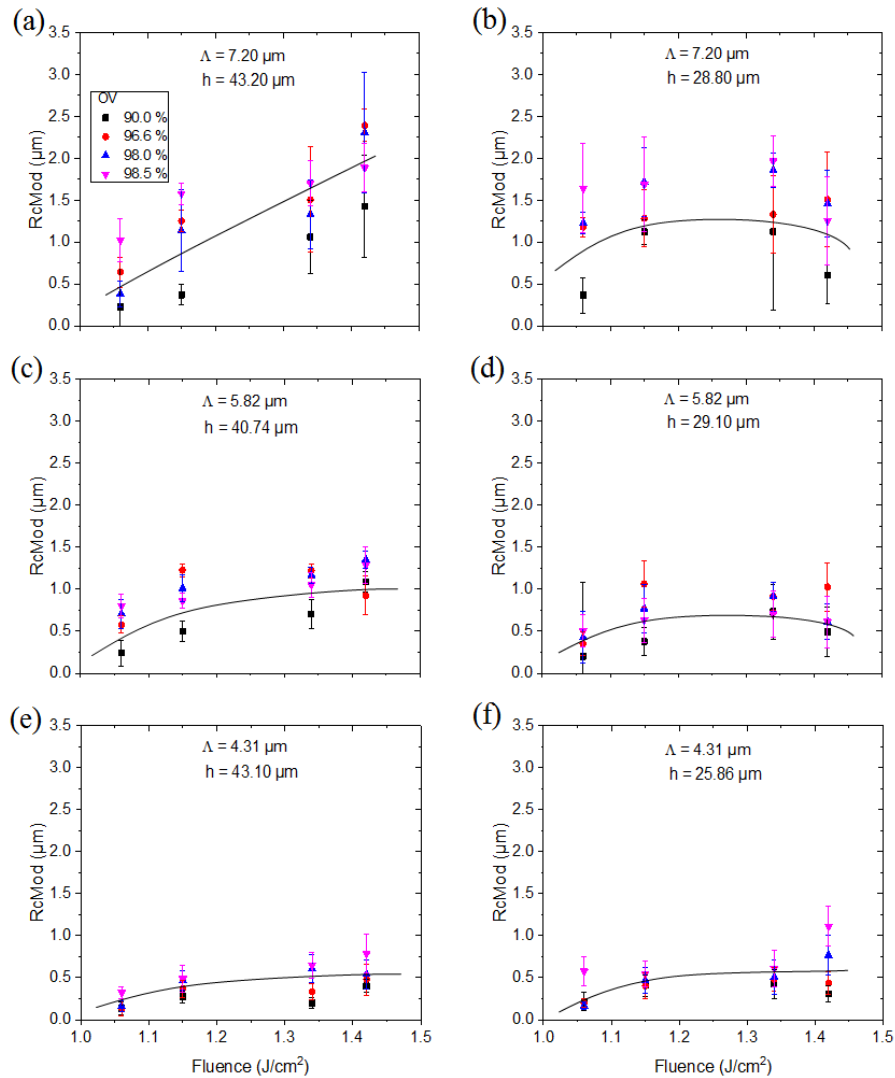 (a)
3.5
3.0
2.5
2.0
1.5
1.0
0.5
0.0
RcMod (µm)
Λ = 7.20 µm
h = 43.20 µm
OV
90.0 %
96.6 %
98.0 %
98.5 %
(b)
3.5
3.0
2.5
2.0
1.5
1.0
0.5
0.0
RcMod (µm)
Λ = 7.20 µm
h = 28.80 µm
(c)
3.5
3.0
2.5
2.0
1.5
1.0
0.5
0.0
RcMod (µm)
Λ = 5.82 µm
h = 40.74 µm
(d)
3.5
3.0
2.5
2.0
1.5
1.0
0.5
0.0
RcMod (µm)
Λ = 5.82 µm
h = 29.10 µm
(e)
3.5
3.0
2.5
2.0
1.5
1.0
0.5
0.0
RcMod (µm)
Λ = 4.31 µm
h = 43.10 µm
1.0 1.1 1.2 1.3 1.4 1.5
Fluence (J/cm²)
(f)
3.5
3.0
2.5
2.0
1.5
1.0
0.5
0.0
RcMod (µm)
Λ = 4.31 µm
h = 25.86 µm
1.0 1.1 1.2 1.3 1.4 1.5
Fluence (J/cm²)